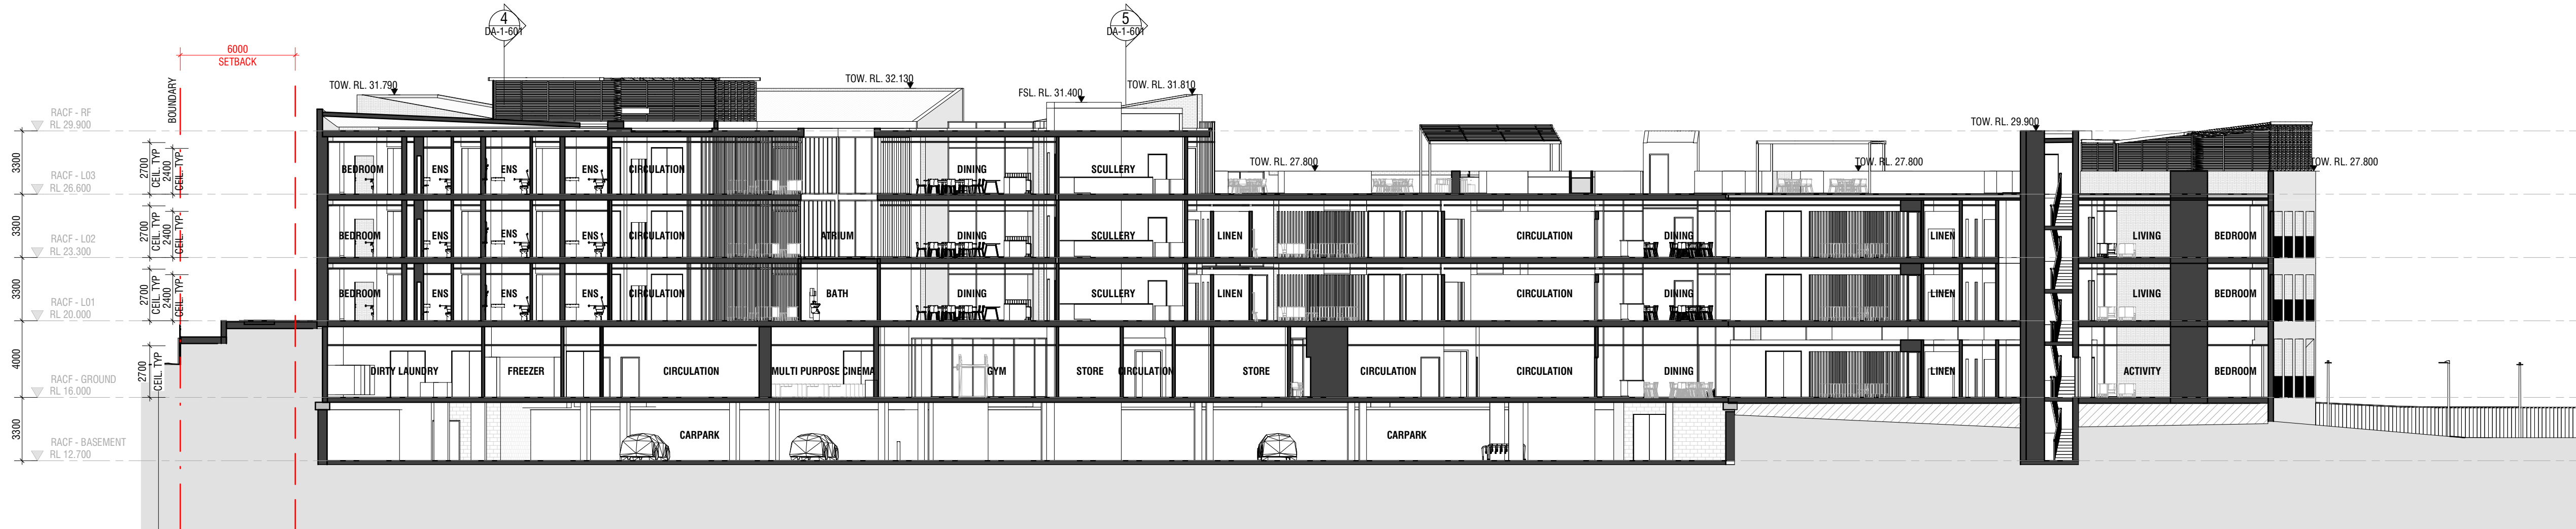 4
DA-1-601
5
DA-1-601
6000
SETBACK
BOUNDARY
TOW. RL. 31.790
TOW. RL. 32.130
FSL. RL. 31.400
TOW. RL. 31.810
TOW. RL. 29.900
TOW. RL. 27.800
TOW. RL. 27.800
TOW. RL. 27.800
RACF - RF
RL 29.900
3300
2700
CEIL. TYP
2400
CEIL. TYP
BEDROOM
ENS
ENS
ENS
CIRCULATION
DINING
SCULLERY
RACF - L03
RL 26.600
3300
2700
CEIL. TYP
2400
CEIL. TYP
BEDROOM
ENS
ENS
ENS
CIRCULATION
ATRIUM
DINING
SCULLERY
LINEN
CIRCULATION
DINING
LINEN
LIVING
BEDROOM
RACF - L02
RL 23.300
3300
2700
CEIL. TYP
2400
CEIL. TYP
BEDROOM
ENS
ENS
ENS
CIRCULATION
BATH
DINING
SCULLERY
LINEN
CIRCULATION
DINING
LINEN
LIVING
BEDROOM
RACF - L01
RL 20.000
4000
2700
CEIL. TYP
DIRTY LAUNDRY
FREEZER
CIRCULATION
MULTI PURPOSE CINEMA
GYM
STORE
CIRCULATION
STORE
CIRCULATION
CIRCULATION
DINING
LINEN
ACTIVITY
BEDROOM
RACF - GROUND
RL 16.000
3300
CARPARK
CARPARK
RACF - BASEMENT
RL 12.700